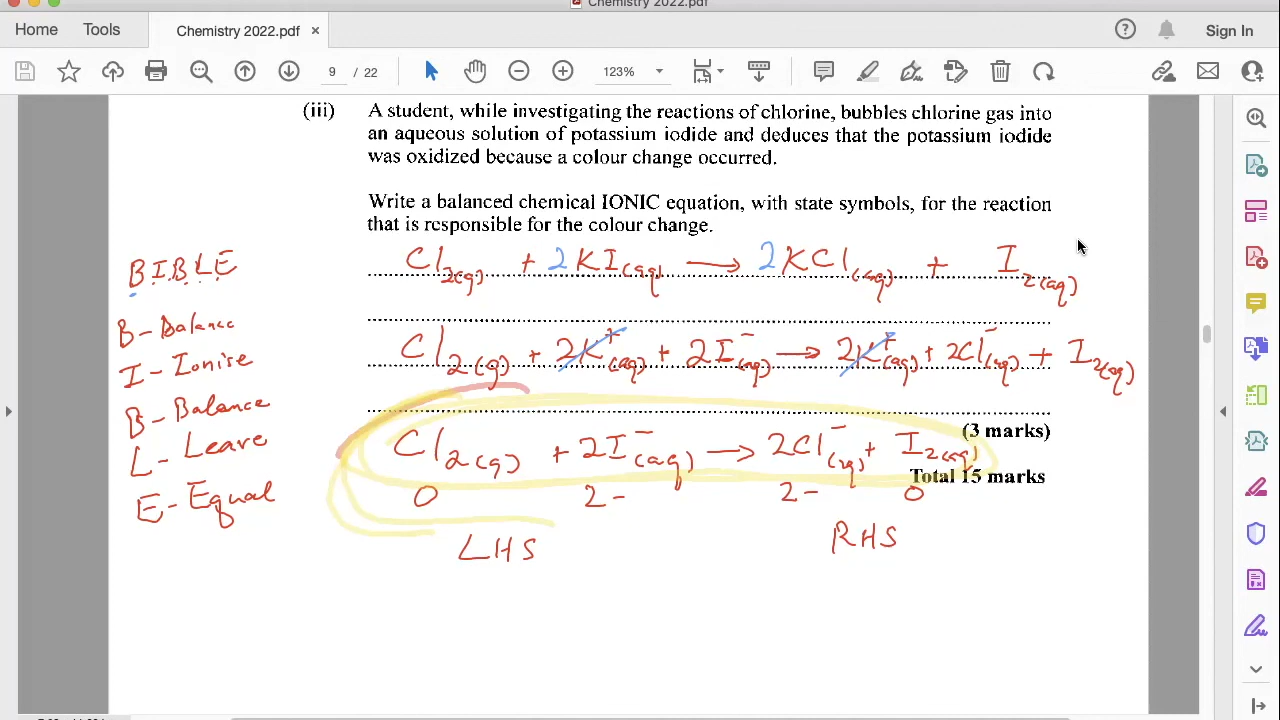 Chemistry 2022.pdf
Home Tools Chemistry 2022.pdf × Sign In
9 / 22 123%
(iii) A student, while investigating the reactions of chlorine, bubbles chlorine gas into
an aqueous solution of potassium iodide and deduces that the potassium iodide
was oxidized because a colour change occurred.
Write a balanced chemical IONIC equation, with state symbols, for the reaction
that is responsible for the colour change.
BIBLE
Cl₂(g) + 2KI(aq) → 2KCl(aq) + I₂(aq)
B - Balance
I - Ionise
Cl₂(g) + 2K⁺(aq) + 2I⁻(aq) → 2K⁺(aq) + 2Cl⁻(aq) + I₂(aq)
B - Balance
L - Leave
E - Equal
(3 marks)
Cl₂(g) + 2I⁻(aq) → 2Cl⁻(aq) + I₂(aq)
Total 15 marks
0 2- 2- 0
LHS RHS